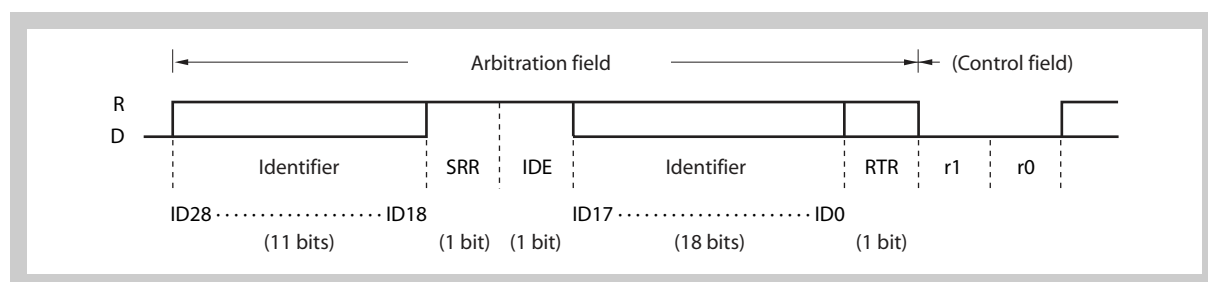 Arbitration field (Control field)
R
D
Identifier SRR IDE Identifier RTR r1 r0
ID28 · · · · · · · · · · · · · · · · · · · ID18 ID17 · · · · · · · · · · · · · · · · · · · · · · ID0
(11 bits) (1 bit) (1 bit) (18 bits) (1 bit)